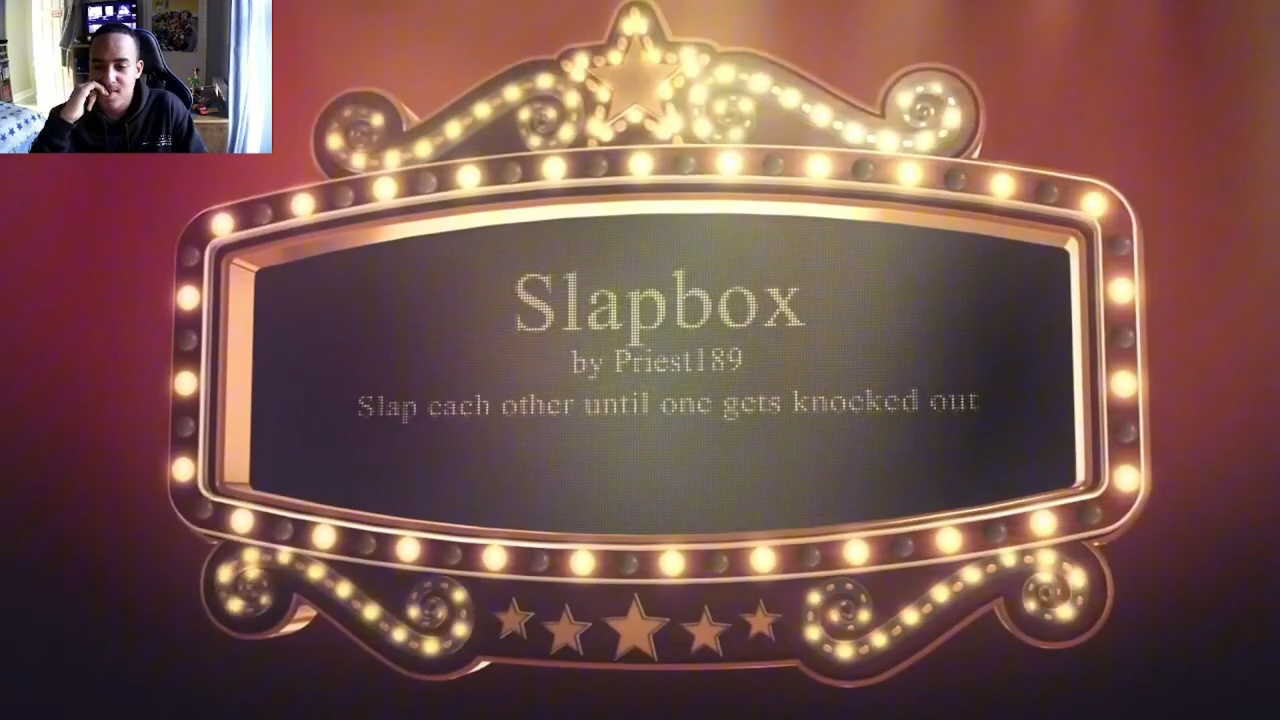 Slapbox
by Priest189
Slap each other until one gets knocked out